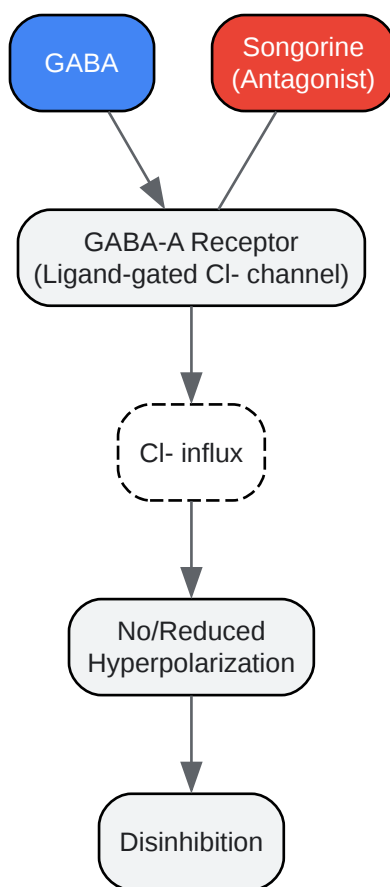 GABA
Songorine
(Antagonist)
GABA-A Receptor
(Ligand-gated Cl- channel)
Cl- influx
No/Reduced
Hyperpolarization
Disinhibition